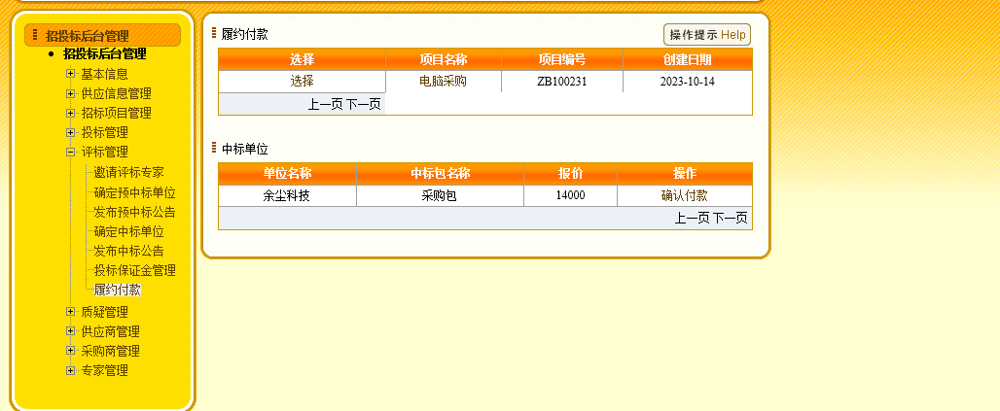 招投标后台管理
招投标后台管理
基本信息
供应信息管理
招标项目管理
投标管理
评标管理
邀请评标专家
确定预中标单位
发布预中标公告
确定中标单位
发布中标公告
投标保证金管理
履约付款
质疑管理
供应商管理
采购商管理
专家管理
履约付款
操作提示 Help
选择 项目名称 项目编号 创建日期
选择 电脑采购 ZB100231 2023-10-14
上一页 下一页
中标单位
单位名称 中标包名称 报价 操作
余尘科技 采购包 14000 确认付款
上一页 下一页